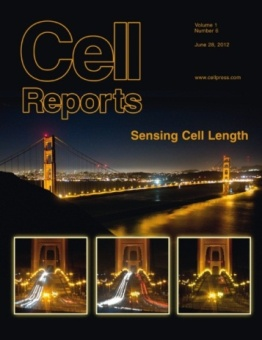 Cell
Reports
Volume 1
Number 6
June 28, 2012
www.cellpress.com
Sensing Cell Length